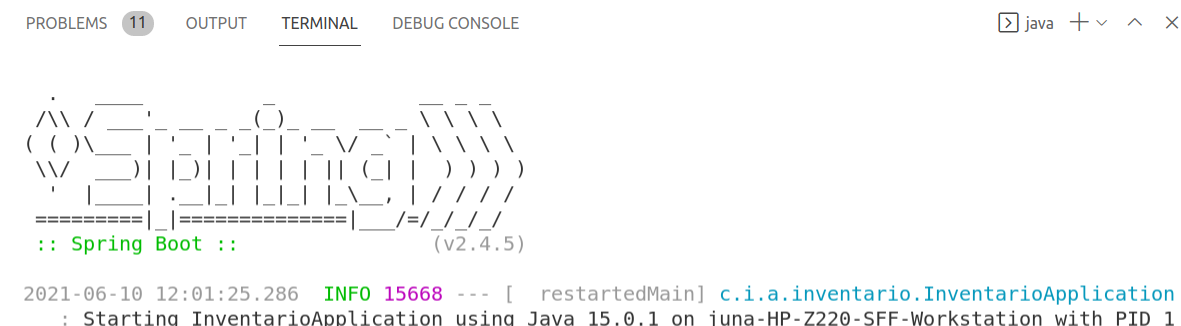 PROBLEMS 11 OUTPUT TERMINAL DEBUG CONSOLE java
  .   ____          _            __ _ _
 /\\ / ___'_ __ _ _(_)_ __  __ _ \ \ \ \
( ( )\___ | '_ | '_| | '_ \/ _` | \ \ \ \
 \\/  ___)| |_)| | | | | || (_| |  ) ) ) )
  '  |____| .__|_| |_|_| |_\__, | / / / /
 =========|_|==============|___/=/_/_/_/
 :: Spring Boot ::                (v2.4.5)
2021-06-10 12:01:25.286  INFO 15668 --- [  restartedMain] c.i.a.inventario.InventarioApplication
   : Starting InventarioApplication using Java 15.0.1 on juna-HP-Z220-SFF-Workstation with PID 1